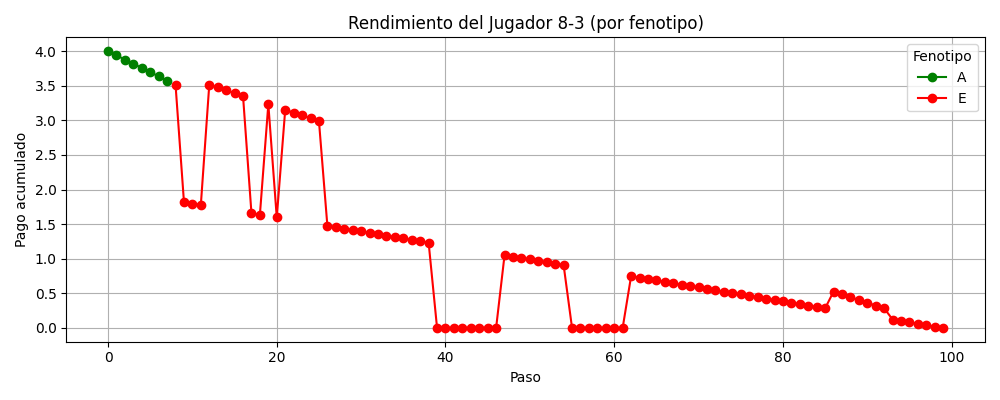 Rendimiento del Jugador 8-3 (por fenotipo)
Pago acumulado
4.0
3.5
3.0
2.5
2.0
1.5
1.0
0.5
0.0
Fenotipo
A
E
0 20 40 60 80 100
Paso